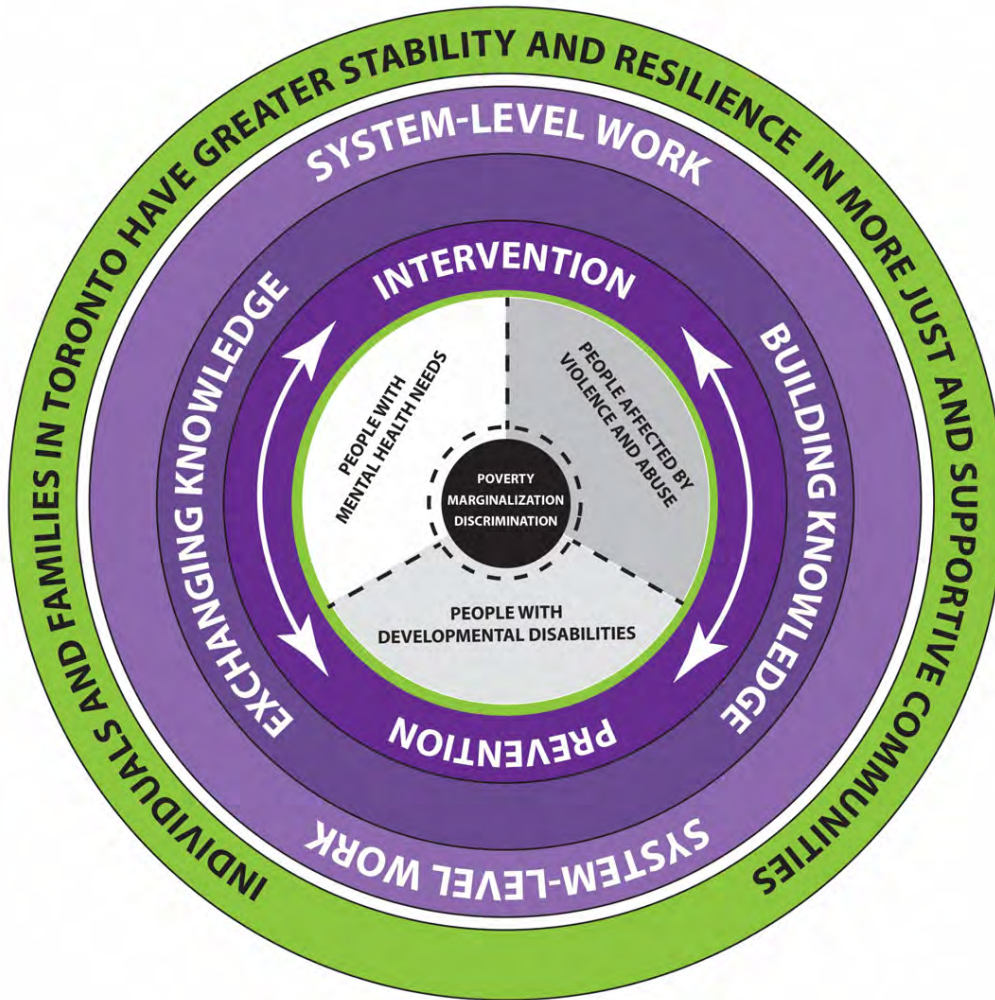 INDIVIDUALS AND FAMILIES IN TORONTO HAVE GREATER STABILITY AND RESILIENCE IN MORE JUST AND SUPPORTIVE COMMUNITIES
SYSTEM-LEVEL WORK
EXCHANGING KNOWLEDGE
BUILDING KNOWLEDGE
INTERVENTION
PEOPLE WITH
MENTAL HEALTH NEEDS
PEOPLE AFFECTED BY
VIOLENCE AND ABUSE
POVERTY
MARGINALIZATION
DISCRIMINATION
PEOPLE WITH
DEVELOPMENTAL DISABILITIES
PREVENTION
SYSTEM-LEVEL WORK